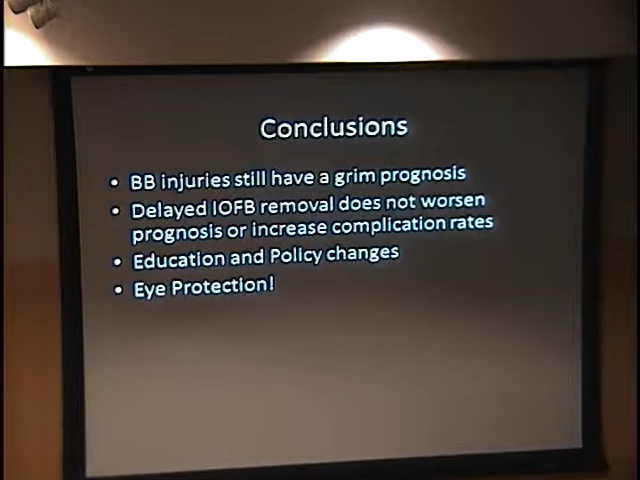 Conclusions
• BB injuries still have a grim prognosis
• Delayed IOFB removal does not worsen
prognosis or increase complication rates
• Education and Policy changes
• Eye Protection!